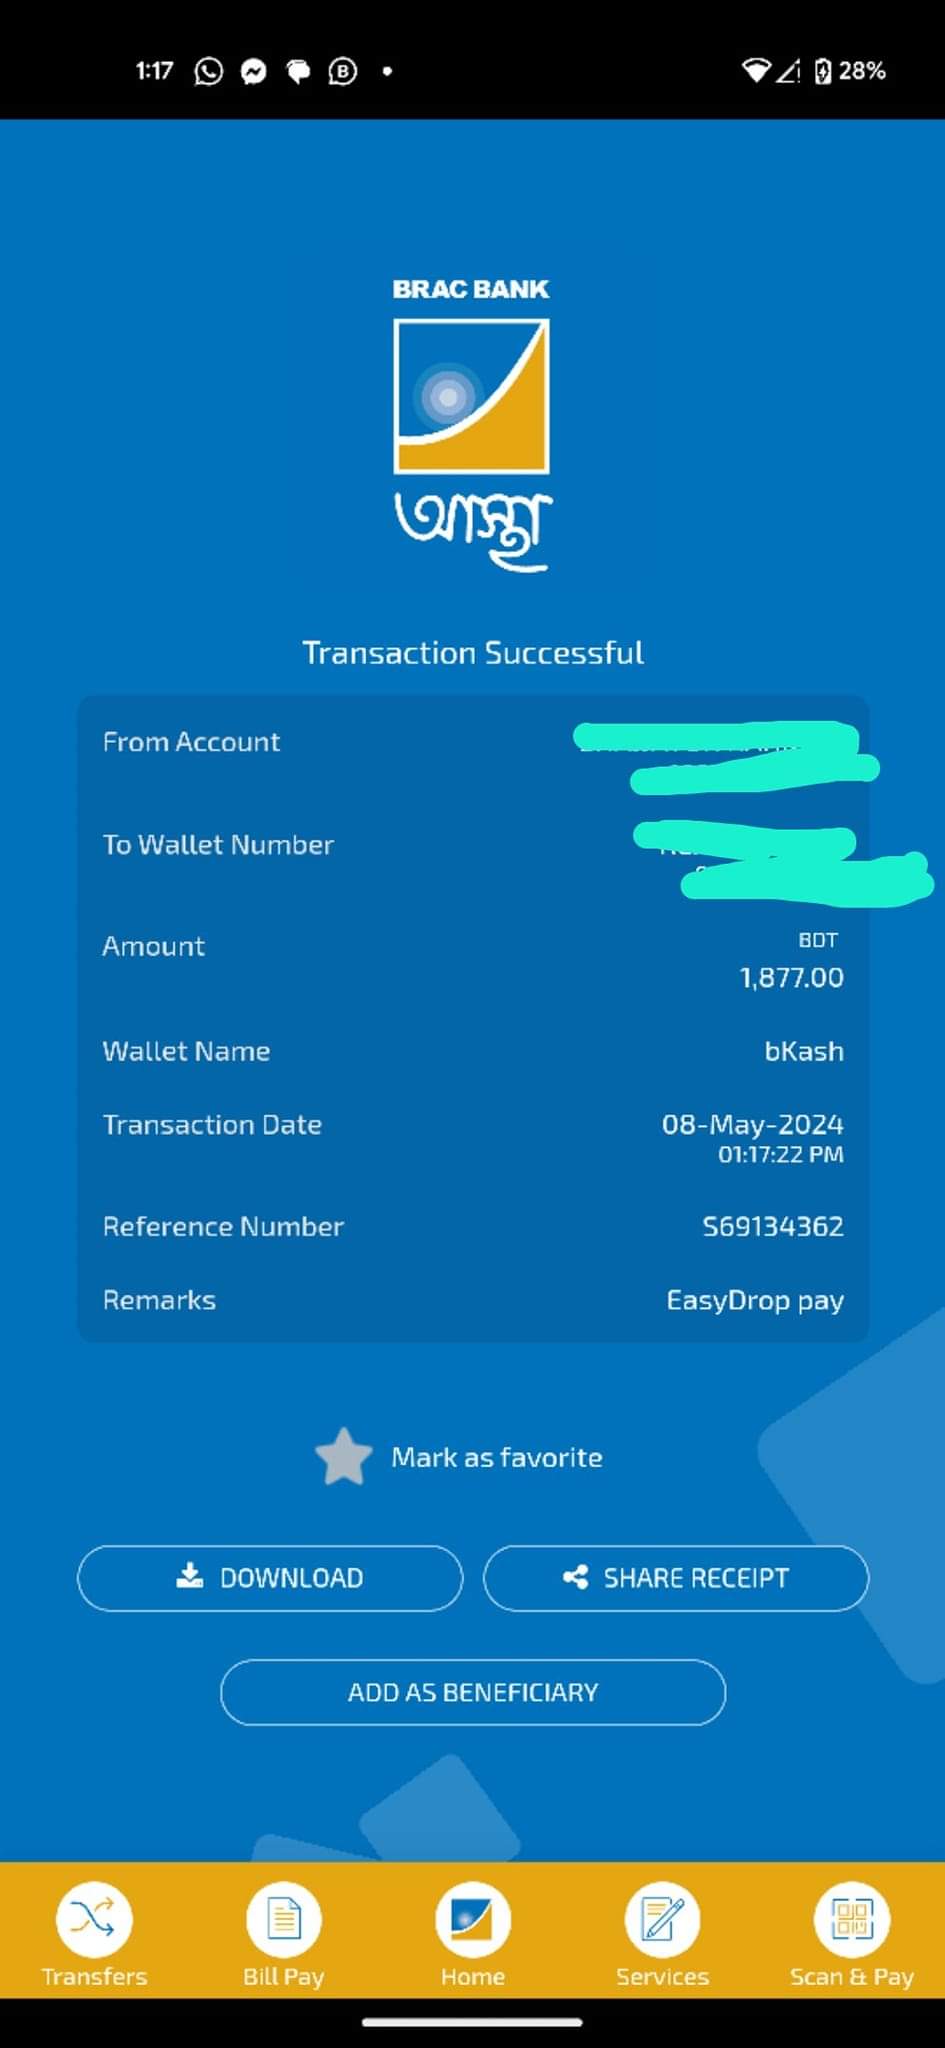 1:17
28%
BRAC BANK
আস্থা
Transaction Successful
From Account
To Wallet Number
Amount
BDT
1,877.00
Wallet Name
bKash
Transaction Date
08-May-2024
01:17:22 PM
Reference Number
S69134362
Remarks
EasyDrop pay
Mark as favorite
DOWNLOAD
SHARE RECEIPT
ADD AS BENEFICIARY
Transfers
Bill Pay
Home
Services
Scan & Pay